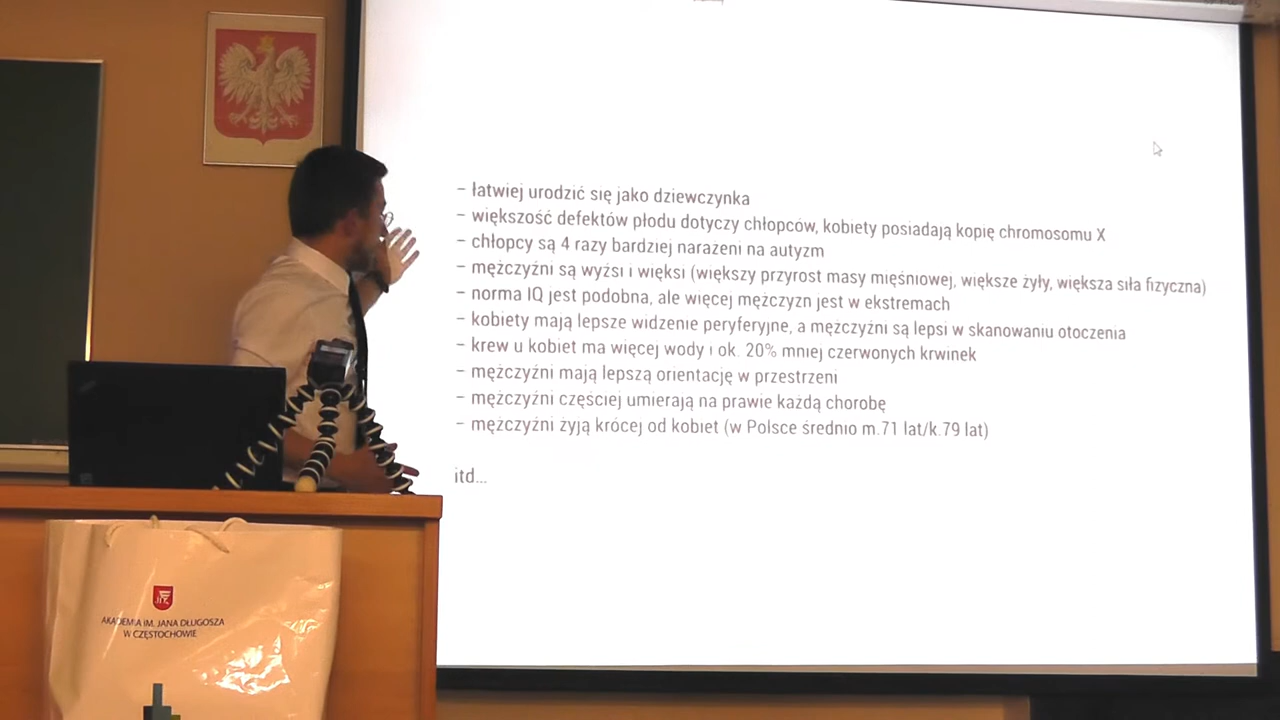 – łatwiej urodzić się jako dziewczynka
– większość defektów płodu dotyczy chłopców, kobiety posiadają kopię chromosomu X
– chłopcy są 4 razy bardziej narażeni na autyzm
– mężczyźni są wyżsi i więksi (większy przyrost masy mięśniowej, większe żyły, większa siła fizyczna)
– norma IQ jest podobna, ale więcej mężczyzn jest w ekstremach
– kobiety mają lepsze widzenie peryferyjne, a mężczyźni są lepsi w skanowaniu otoczenia
– krew u kobiet ma więcej wody i ok. 20% mniej czerwonych krwinek
– mężczyźni mają lepszą orientację w przestrzeni
– mężczyźni częściej umierają na prawie każdą chorobę
– mężczyźni żyją krócej od kobiet (w Polsce średnio m.71 lat/k.79 lat)
itd...
AKADEMIA IM. JANA DŁUGOSZA
W CZĘSTOCHOWIE